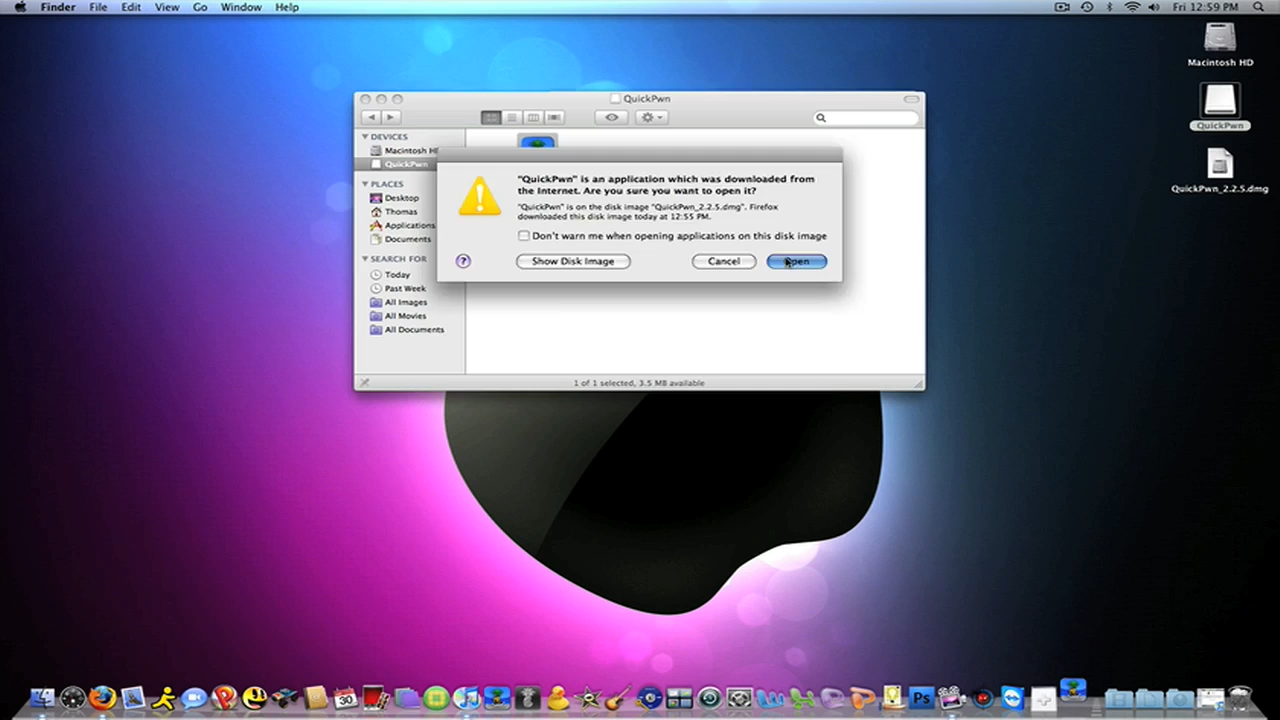 Finder File Edit View Go Window Help Fri 12:59 PM
Macintosh HD
QuickPwn
QuickPwn_2.2.5.dmg
QuickPwn
DEVICES
Macintosh H
QuickPwn
PLACES
Desktop
Thomas
Applications
Documents
SEARCH FOR
Today
Past Week
All Images
All Movies
All Documents
"QuickPwn" is an application which was downloaded from
the Internet. Are you sure you want to open it?
"QuickPwn" is on the disk image "QuickPwn_2.2.5.dmg". Firefox
downloaded this disk image today at 12:55 PM.
Don't warn me when opening applications on this disk image
? Show Disk Image Cancel Open
1 of 1 selected, 3.5 MB available
30 Ps